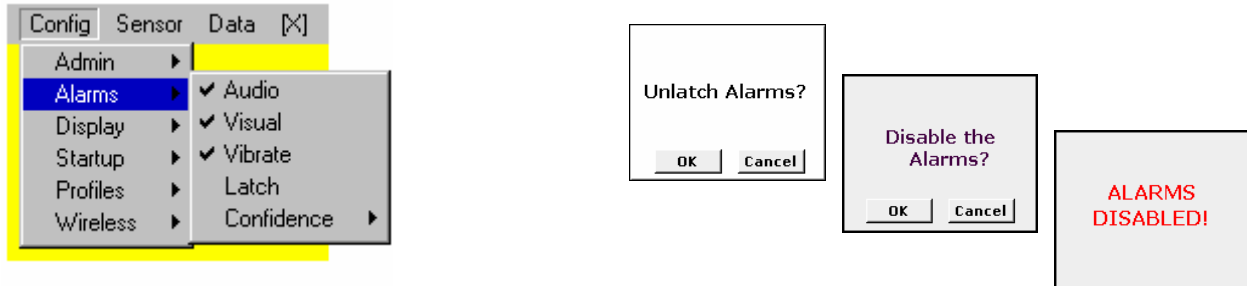 Config Sensor Data [X]
Admin
Alarms
Display
Startup
Profiles
Wireless
Audio
Visual
Vibrate
Latch
Confidence
Unlatch Alarms?
OK Cancel
Disable the
Alarms?
OK Cancel
ALARMS
DISABLED!